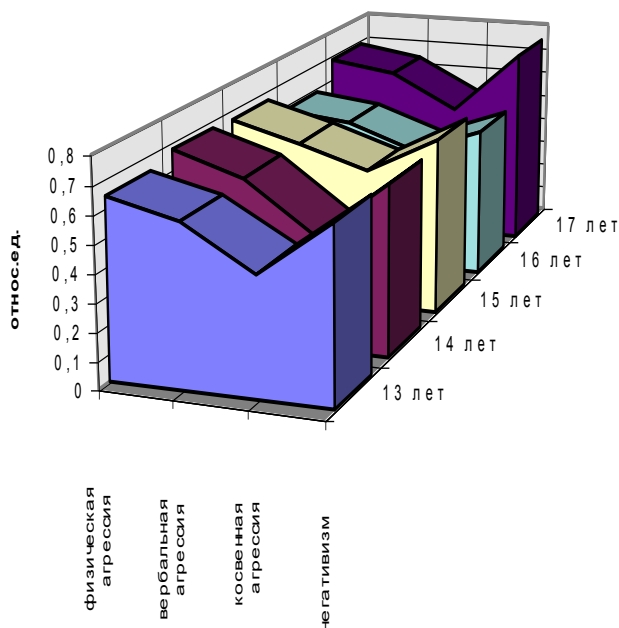 относ.ед.
0,8
0,7
0,6
0,5
0,4
0,3
0,2
0,1
0
17 лет
16 лет
15 лет
14 лет
13 лет
физическая
агрессия
вербальная
агрессия
косвенная
агрессия
негативизм